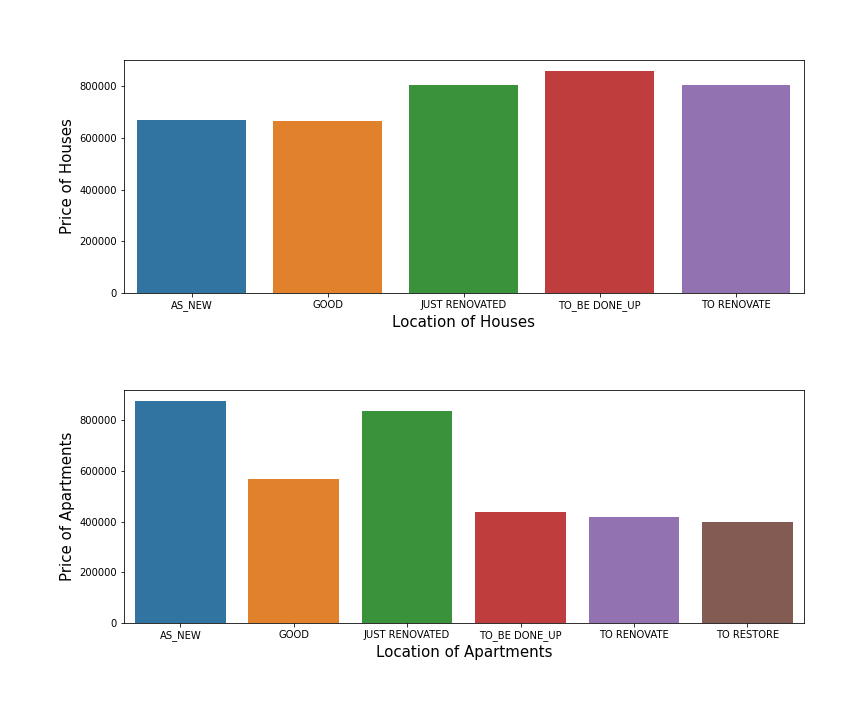 Price of Houses
800000
600000
400000
200000
0
AS_NEW GOOD JUST RENOVATED TO_BE DONE_UP TO RENOVATE
Location of Houses
Price of Apartments
800000
600000
400000
200000
0
AS_NEW GOOD JUST RENOVATED TO_BE DONE_UP TO RENOVATE TO RESTORE
Location of Apartments